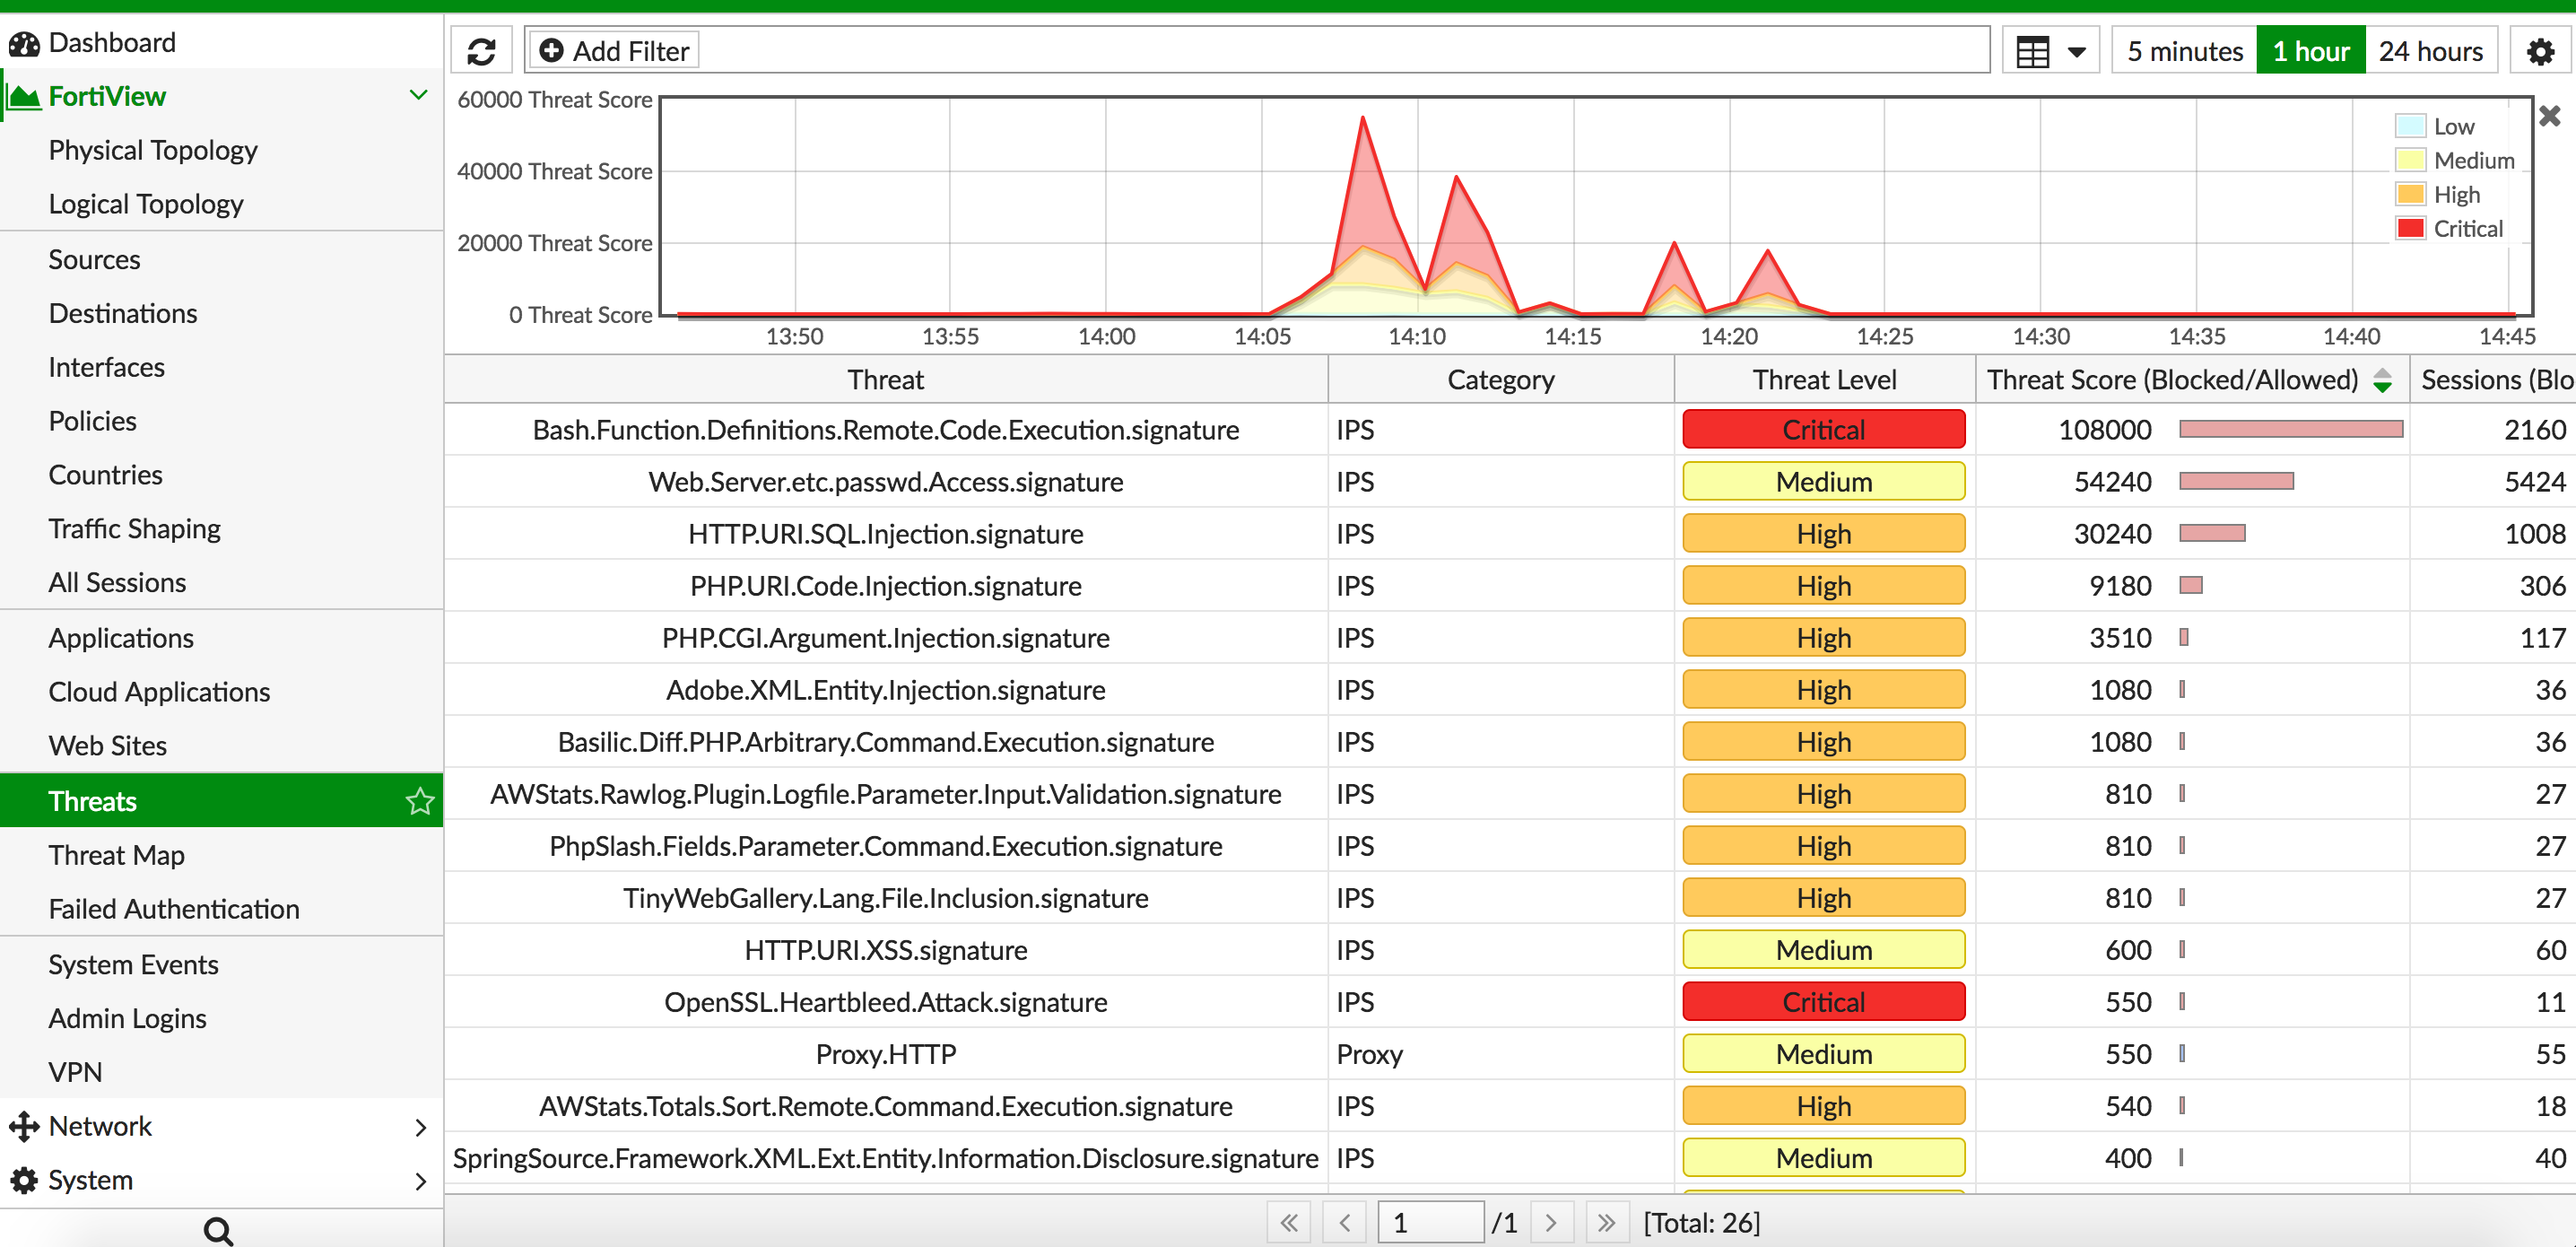 Dashboard
FortiView
Physical Topology
Logical Topology
Sources
Destinations
Interfaces
Policies
Countries
Traffic Shaping
All Sessions
Applications
Cloud Applications
Web Sites
Threats
Threat Map
Failed Authentication
System Events
Admin Logins
VPN
Network
System
Add Filter
5 minutes 1 hour 24 hours
60000 Threat Score
40000 Threat Score
20000 Threat Score
0 Threat Score
Low
Medium
High
Critical
13:50 13:55 14:00 14:05 14:10 14:15 14:20 14:25 14:30 14:35 14:40 14:45
Threat Category Threat Level Threat Score (Blocked/Allowed) Sessions (Blo
Bash.Function.Definitions.Remote.Code.Execution.signature IPS Critical 108000 2160
Web.Server.etc.passwd.Access.signature IPS Medium 54240 5424
HTTP.URI.SQL.Injection.signature IPS High 30240 1008
PHP.URI.Code.Injection.signature IPS High 9180 306
PHP.CGI.Argument.Injection.signature IPS High 3510 117
Adobe.XML.Entity.Injection.signature IPS High 1080 36
Basilic.Diff.PHP.Arbitrary.Command.Execution.signature IPS High 1080 36
AWStats.Rawlog.Plugin.Logfile.Parameter.Input.Validation.signature IPS High 810 27
PhpSlash.Fields.Parameter.Command.Execution.signature IPS High 810 27
TinyWebGallery.Lang.File.Inclusion.signature IPS High 810 27
HTTP.URI.XSS.signature IPS Medium 600 60
OpenSSL.Heartbleed.Attack.signature IPS Critical 550 11
Proxy.HTTP Proxy Medium 550 55
AWStats.Totals.Sort.Remote.Command.Execution.signature IPS High 540 18
SpringSource.Framework.XML.Ext.Entity.Information.Disclosure.signature IPS Medium 400 40
1 /1 [Total: 26]